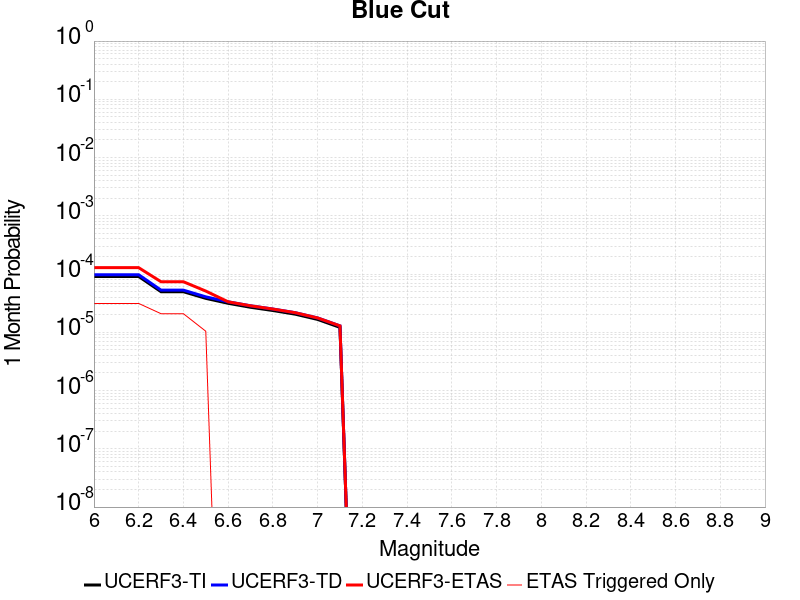 Blue Cut
10 0
10 -1
10 -2
10 -3
10 -4
10 -5
10 -6
10 -7
10 -8
1 Month Probability
6 6.2 6.4 6.6 6.8 7 7.2 7.4 7.6 7.8 8 8.2 8.4 8.6 8.8 9
Magnitude
UCERF3-TI UCERF3-TD UCERF3-ETAS ETAS Triggered Only